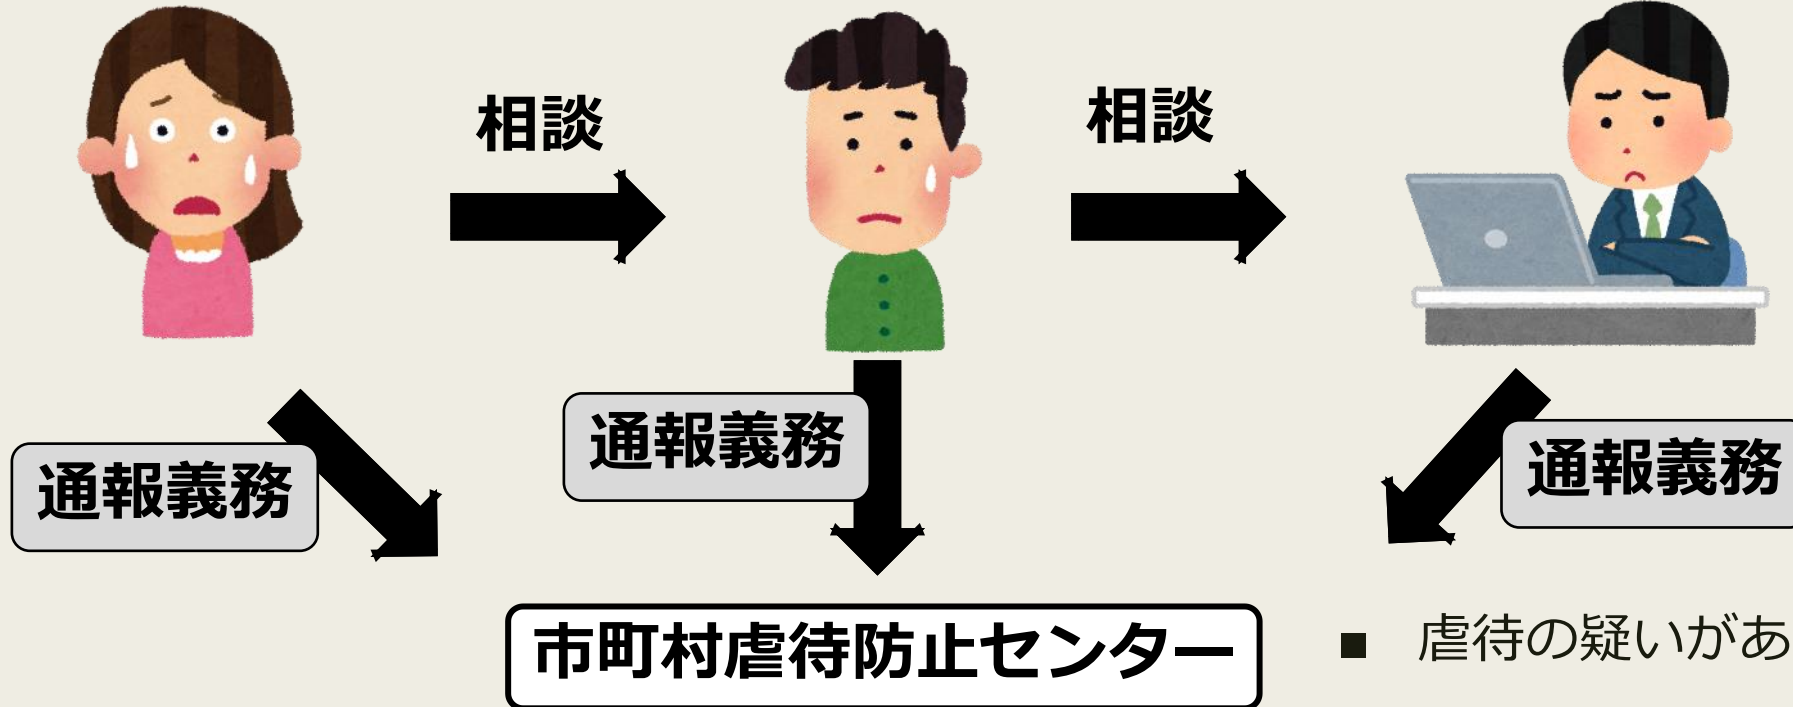 相談
相談
通報義務
通報義務
通報義務
市町村虐待防止センター
■ 虐待の疑いがあ